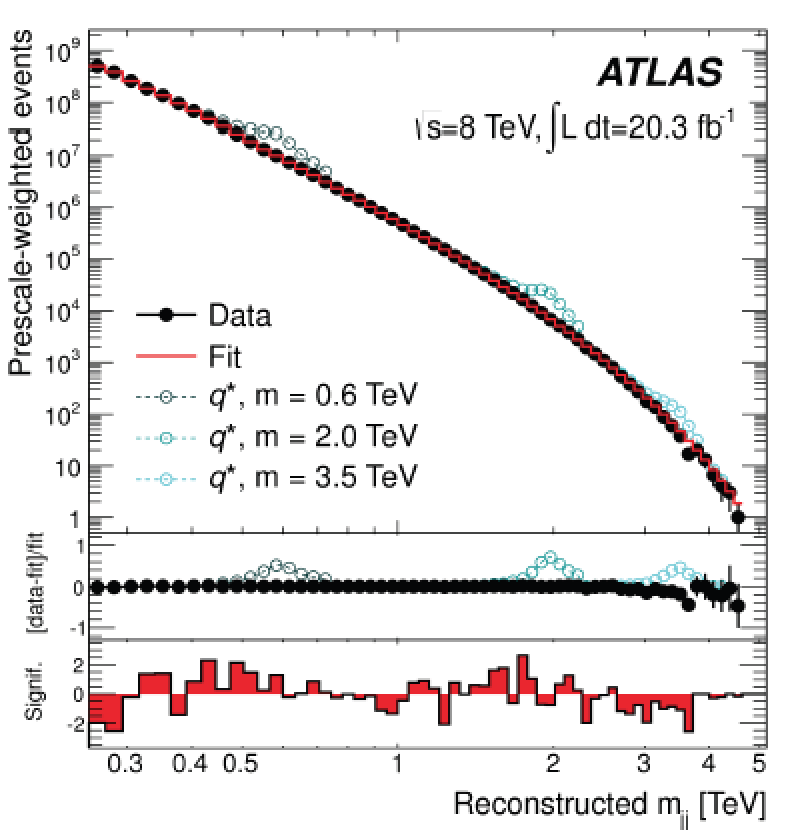 Prescale-weighted events
10⁹
10⁸
10⁷
10⁶
10⁵
10⁴
10³
10²
10
1
ATLAS
√s=8 TeV, ∫L dt=20.3 fb⁻¹
Data
Fit
q*, m = 0.6 TeV
q*, m = 2.0 TeV
q*, m = 3.5 TeV
[data-fit]/fit
1
0
-1
Signif.
2
0
-2
0.3 0.4 0.5 1 2 3 4 5
Reconstructed m_jj [TeV]